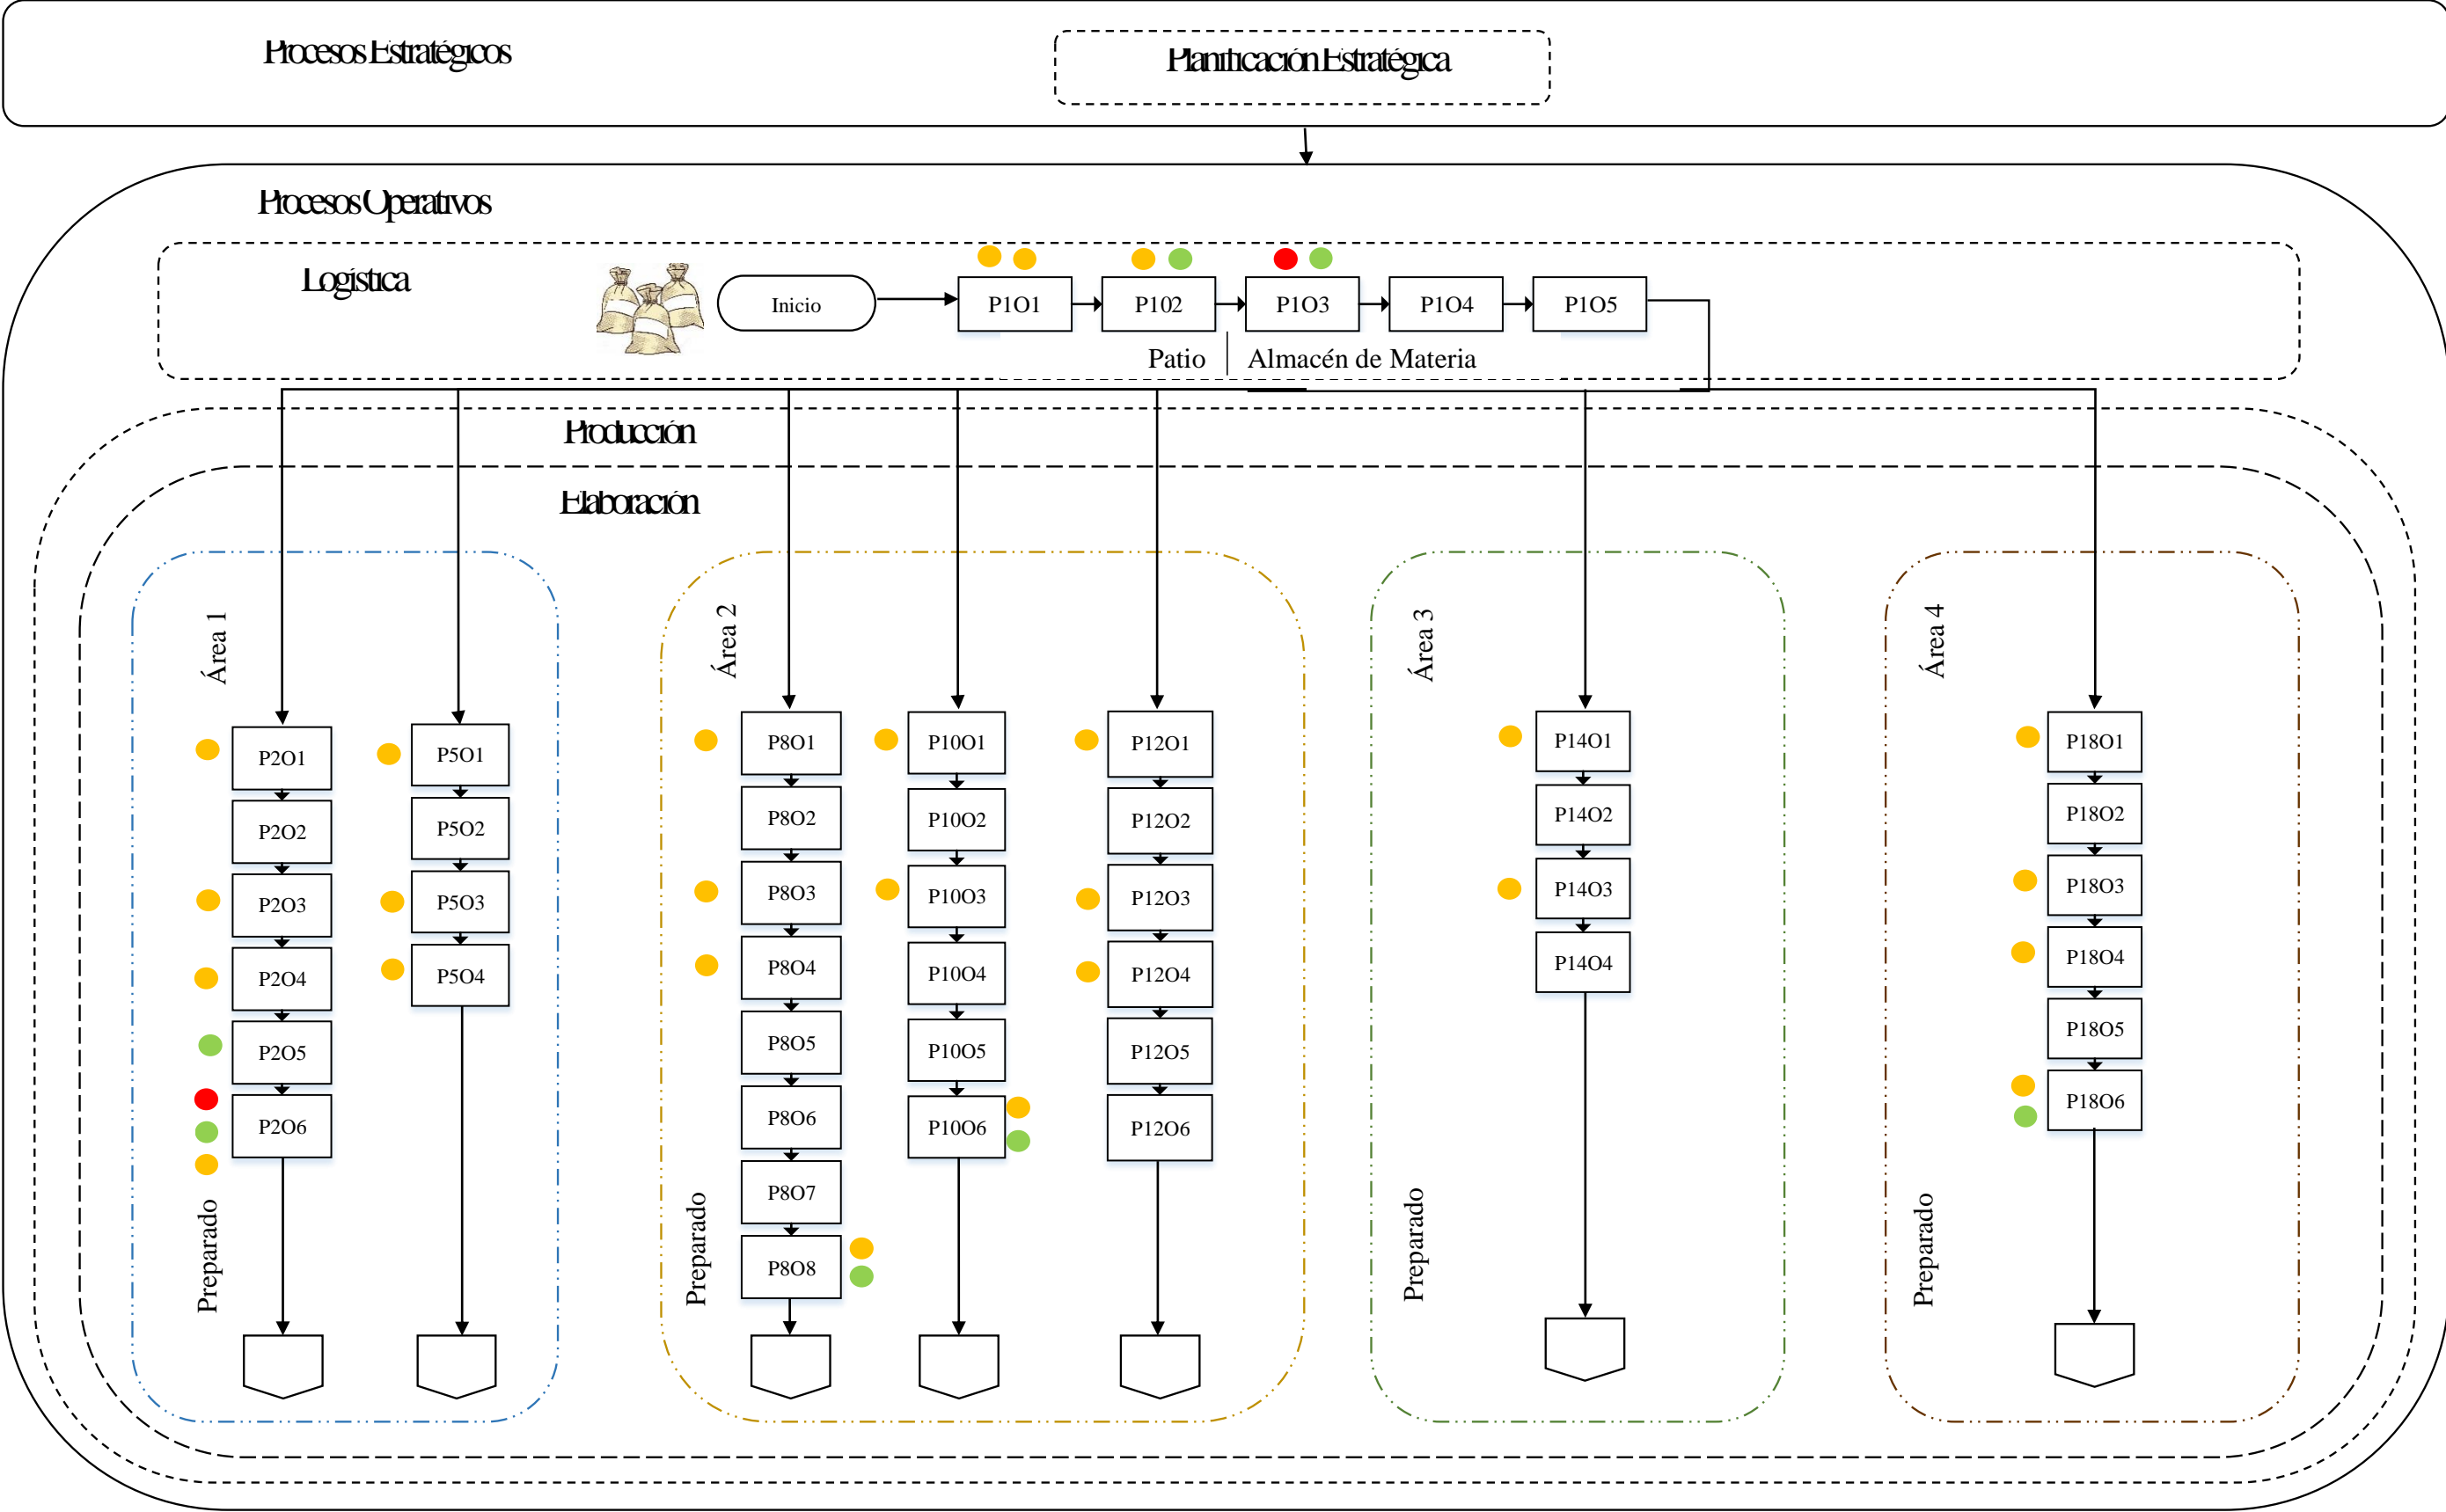 Procesos Estratégicos
Planificación Estratégica
Procesos Operativos
Logística
Inicio
P1O1
P102
P1O3
P1O4
P1O5
Patio
Almacén de Materia
Producción
Elaboración
Área 1
P2O1
P2O2
P2O3
P2O4
P2O5
P2O6
P5O1
P5O2
P5O3
P5O4
Preparado
Área 2
P8O1
P8O2
P8O3
P8O4
P8O5
P8O6
P8O7
P8O8
P10O1
P10O2
P10O3
P10O4
P10O5
P10O6
P12O1
P12O2
P12O3
P12O4
P12O5
P12O6
Preparado
Área 3
P14O1
P14O2
P14O3
P14O4
Preparado
Área 4
P18O1
P18O2
P18O3
P18O4
P18O5
P18O6
Preparado